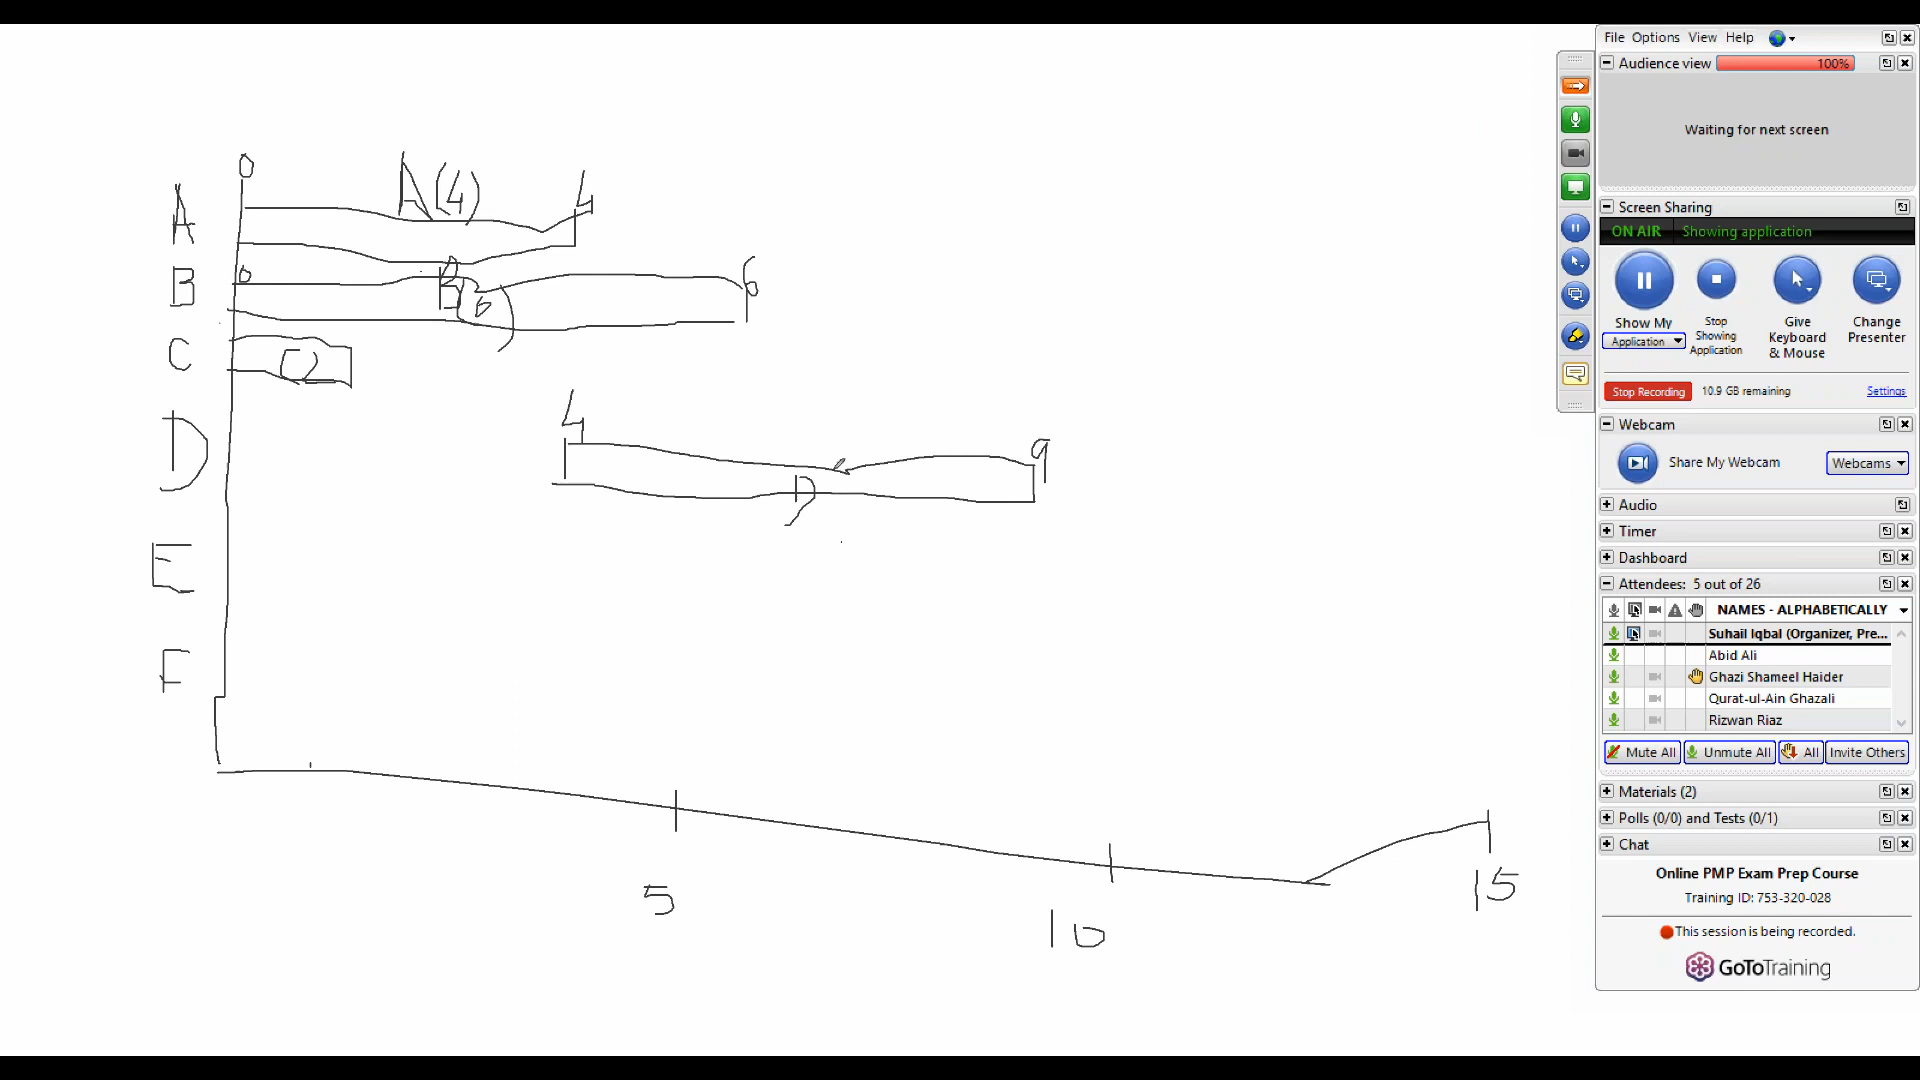 0
A A(4) 4
B 0 B(6) 6
C C2
4 9
D D
E
F
5 10 15
File Options View Help
Audience view 100%
Waiting for next screen
Screen Sharing
ON AIR Showing application
Show My
Application
Stop
Showing
Application
Give
Keyboard
& Mouse
Change
Presenter
Stop Recording 10.9 GB remaining Settings
Webcam
Share My Webcam Webcams
Audio
Timer
Dashboard
Attendees: 5 out of 26
NAMES - ALPHABETICALLY
Suhail Iqbal (Organizer, Pre...
Abid Ali
Ghazi Shameel Haider
Qurat-ul-Ain Ghazali
Rizwan Riaz
Mute All Unmute All All Invite Others
Materials (2)
Polls (0/0) and Tests (0/1)
Chat
Online PMP Exam Prep Course
Training ID: 753-320-028
This session is being recorded.
GoToTraining